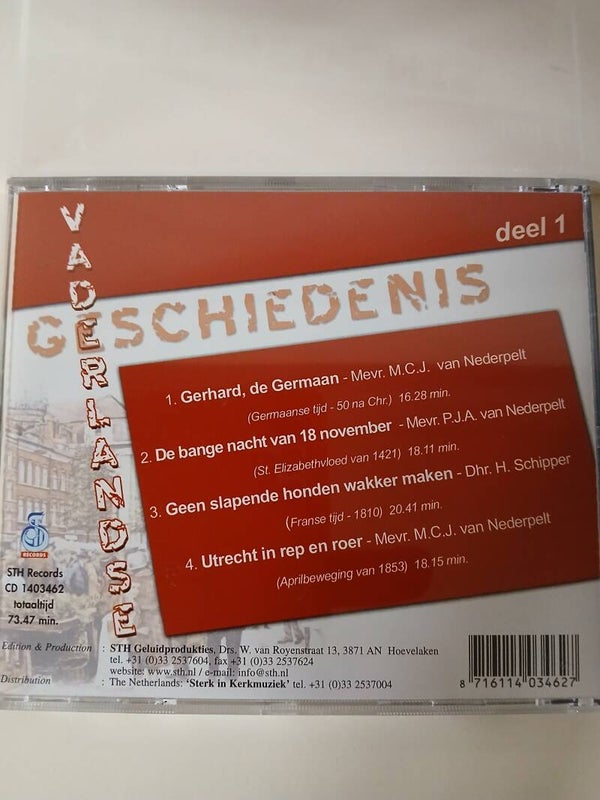 VADERLANDSE
deel 1
GESCHIEDENIS
1. Gerhard, de Germaan - Mevr. M.C.J. van Nederpelt
(Germaanse tijd - 50 na Chr.) 16.28 min.
2. De bange nacht van 18 november - Mevr. P.J.A. van Nederpelt
(St. Elizabethvloed van 1421) 18.11 min.
3. Geen slapende honden wakker maken - Dhr. H. Schipper
(Franse tijd - 1810) 20.41 min.
4. Utrecht in rep en roer - Mevr. M.C.J. van Nederpelt
(Aprilbeweging van 1853) 18.15 min.
RECORDS
STH Records
CD 1403462
totaaltijd
73.47 min.
Edition & Production : STH Geluidprodukties, Drs. W. van Royenstraat 13, 3871 AN Hoevelaken
tel. +31 (0)33 2537604, fax +31 (0)33 2537624
website: www.sth.nl / e-mail: info@sth.nl
Distribution : The Netherlands: 'Sterk in Kerkmuziek' tel. +31 (0)33 2537004
8 716114 034627